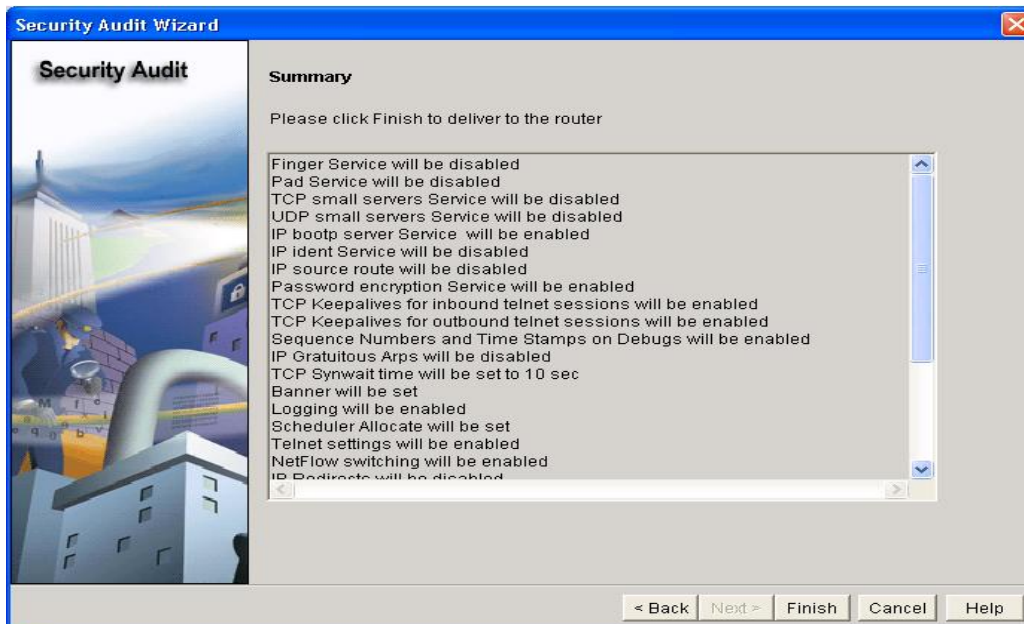 Security Audit Wizard
Security Audit
Summary
Please click Finish to deliver to the router
Finger Service will be disabled
Pad Service will be disabled
TCP small servers Service will be disabled
UDP small servers Service will be disabled
IP bootp server Service will be enabled
IP ident Service will be disabled
IP source route will be disabled
Password encryption Service will be enabled
TCP Keepalives for inbound telnet sessions will be enabled
TCP Keepalives for outbound telnet sessions will be enabled
Sequence Numbers and Time Stamps on Debugs will be enabled
IP Gratuitous Arps will be disabled
TCP Synwait time will be set to 10 sec
Banner will be set
Logging will be enabled
Scheduler Allocate will be set
Telnet settings will be enabled
NetFlow switching will be enabled
IP Redirects will be disabled
< Back Next > Finish Cancel Help